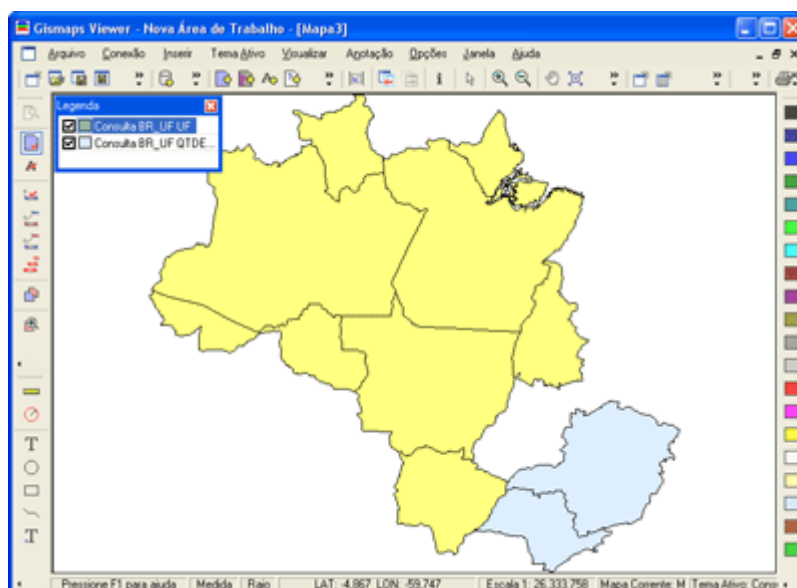 Gismaps Viewer - Nova Área de Trabalho - [Mapa3]
Arquivo Conexão Inserir Tema Ativo Visualizar Anotação Opções Janela Ajuda
Legenda
Consulta BR_UF.UF
Consulta BR_UF QTDE...
Pressione F1 para ajuda Medida Raio LAT: -4.867 LON: -59.747 Escala 1: 26.333.758 Mapa Corrente: M Tema Ativo: Cons